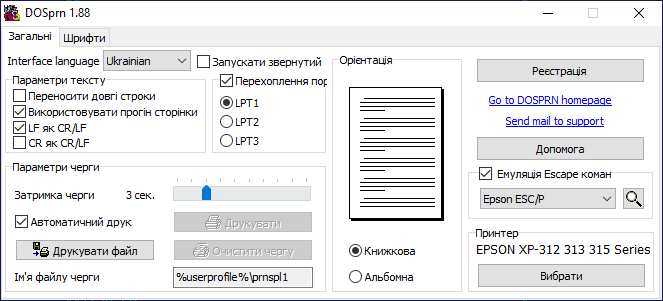 DOSprn 1.88
Загальні
Шрифти
Interface language
Ukrainian
Запускати звернутий
Параметри тексту
Переносити довгі строки
Використовувати прогін сторінки
LF як CR/LF
CR як CR/LF
Перехоплення пор
LPT1
LPT2
LPT3
Параметри черги
Затримка черги
3 сек.
Автоматичний друк
Друкувати
Друкувати файл
Очистити чергу
Ім'я файлу черги
%userprofile%\prnspl1
Орієнтація
Книжкова
Альбомна
Реєстрація
Go to DOSPRN homepage
Send mail to support
Допомога
Емуляція Escape коман
Epson ESC/P
Принтер
EPSON XP-312 313 315 Series
Вибрати